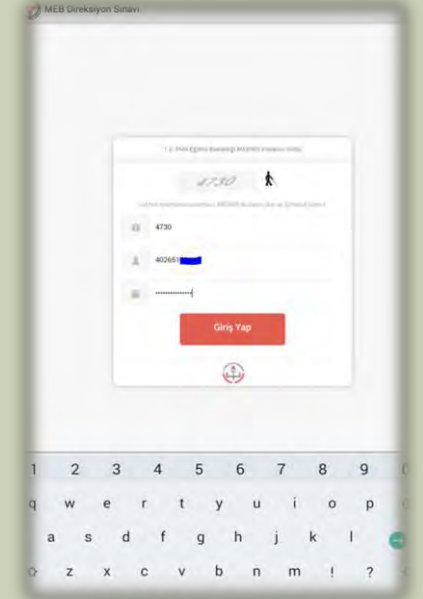 MEB Direksiyon Sınavı
4730
4730
402651
Giriş Yap
1 2 3 4 5 6 7 8 9
q w e r t y u i o p
a s d f g h j k l
z x c v b n m ! ?